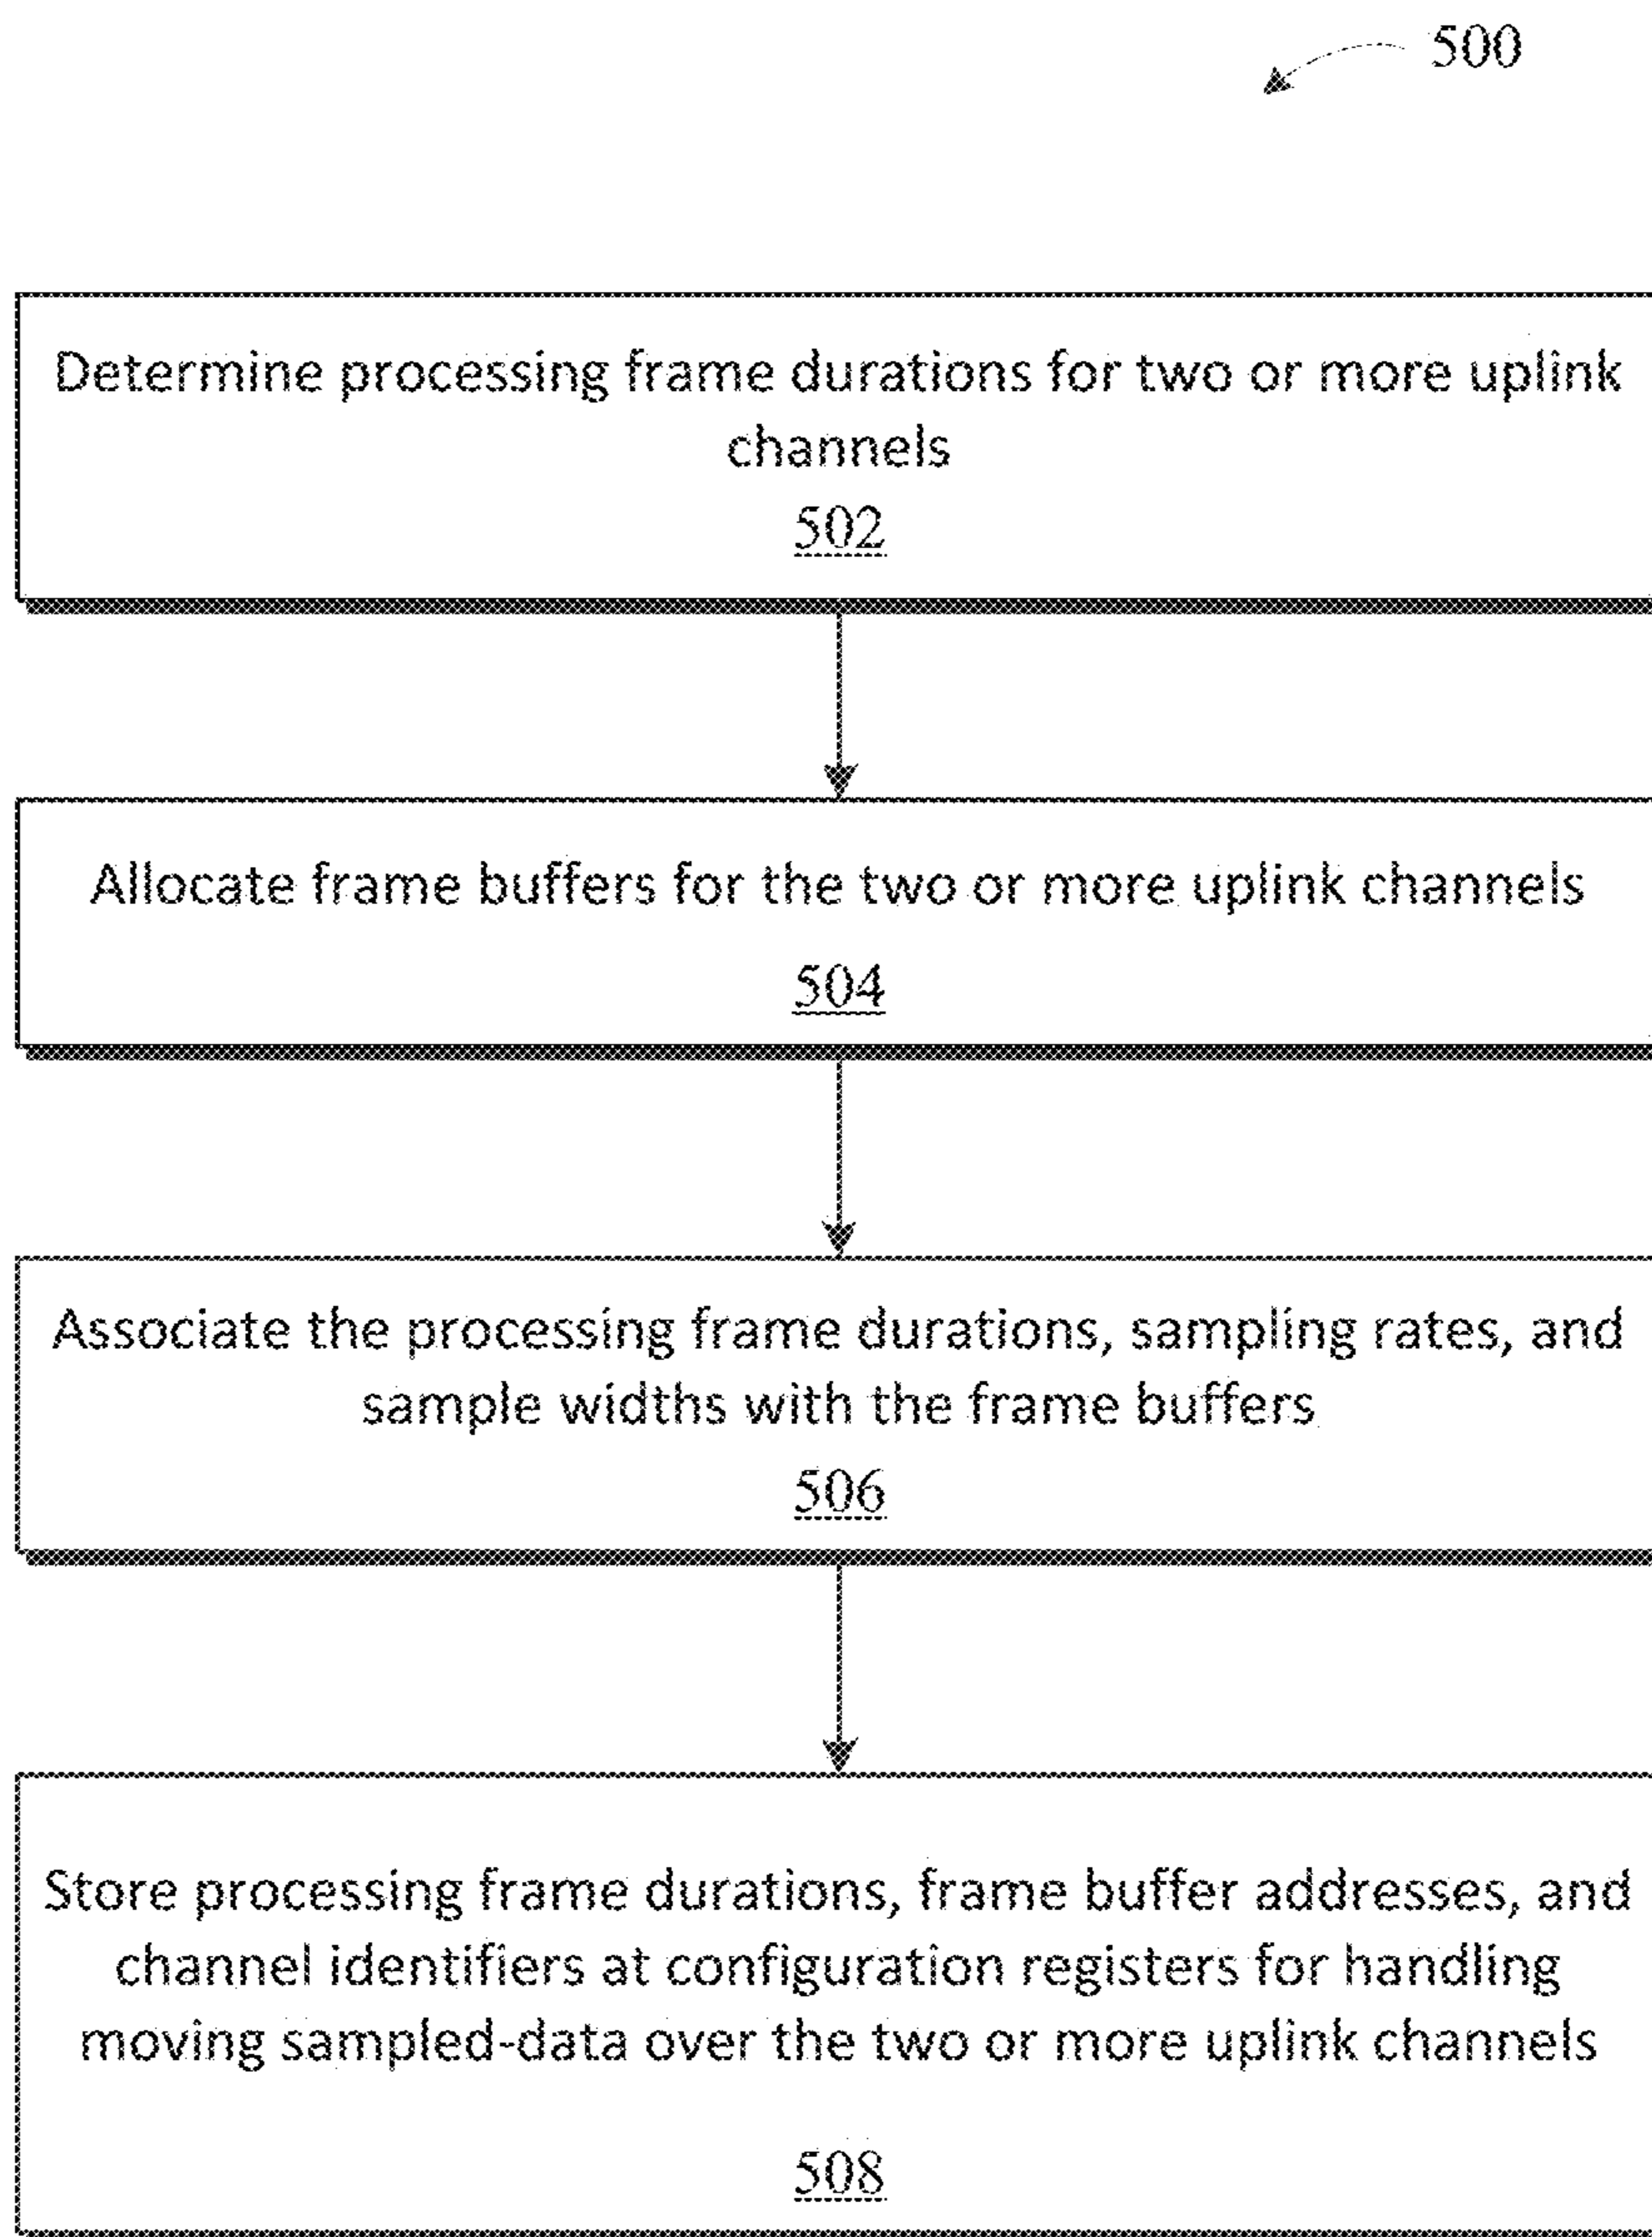 500
Determine processing frame durations for two or more uplink
channels
502
Allocate frame buffers for the two or more uplink channels
504
Associate the processing frame durations, sampling rates, and
sample widths with the frame buffers
506
Store processing frame durations, frame buffer addresses, and
channel identifiers at configuration registers for handling
moving sampled-data over the two or more uplink channels
508